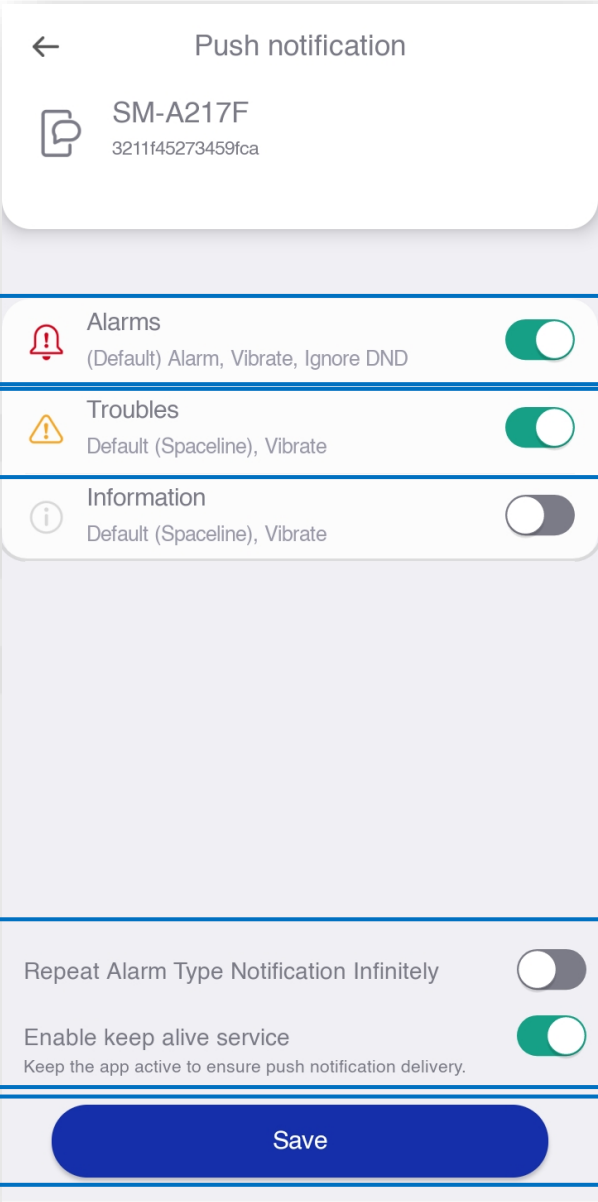 Push notification
SM-A217F
3211f45273459fca
Alarms
(Default) Alarm, Vibrate, Ignore DND
Troubles
Default (Spaceline), Vibrate
Information
Default (Spaceline), Vibrate
Repeat Alarm Type Notification Infinitely
Enable keep alive service
Keep the app active to ensure push notification delivery.
Save